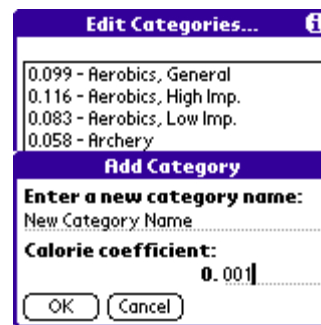 Edit Categories...
0.099 - Aerobics, General
0.116 - Aerobics, High Imp.
0.083 - Aerobics, Low Imp.
0.058 - Archery
Add Category
Enter a new category name:
New Category Name
Calorie coefficient:
0. 001
OK Cancel